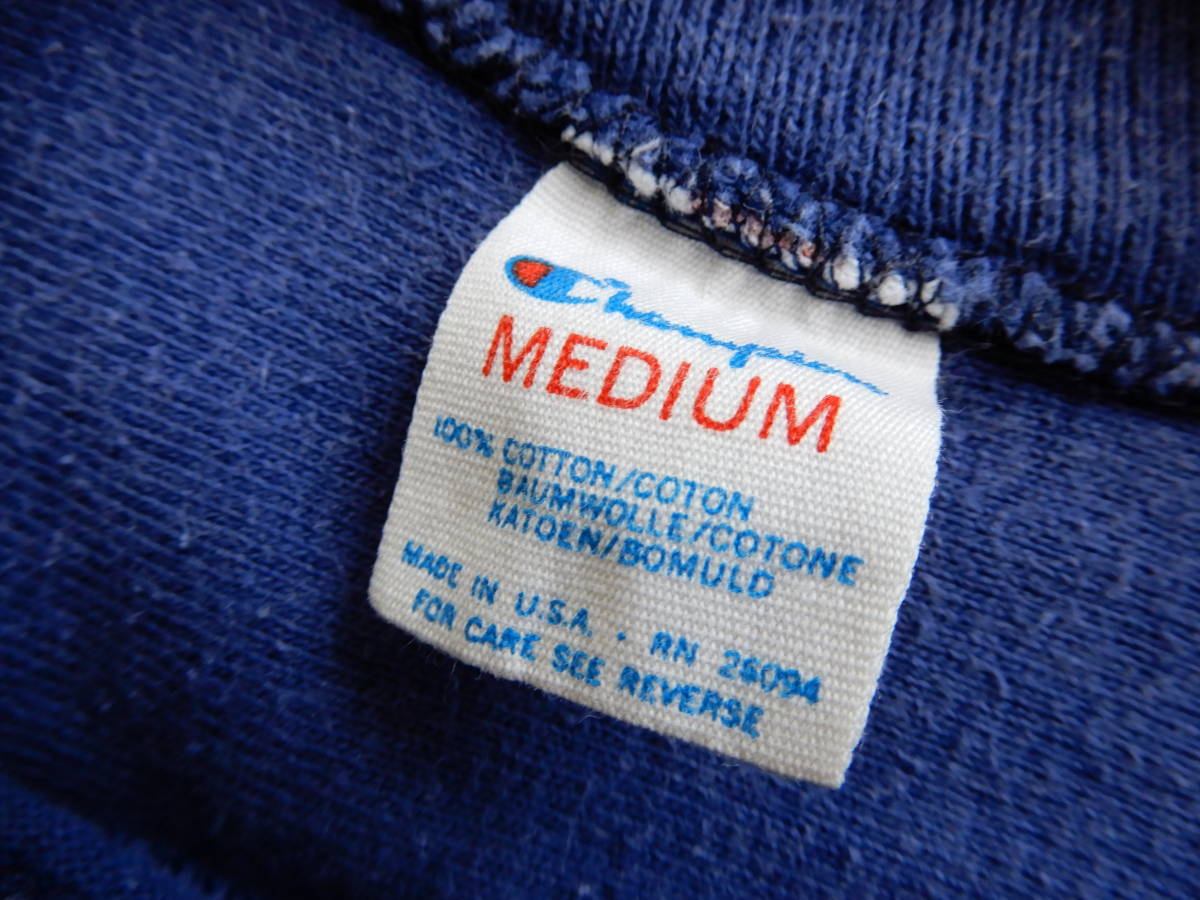 Champion
MEDIUM
100% COTTON/COTON
BAUMWOLLE/COTONE
KATOEN/BOMULD
MADE IN U.S.A. · RN 26094
FOR CARE SEE REVERSE